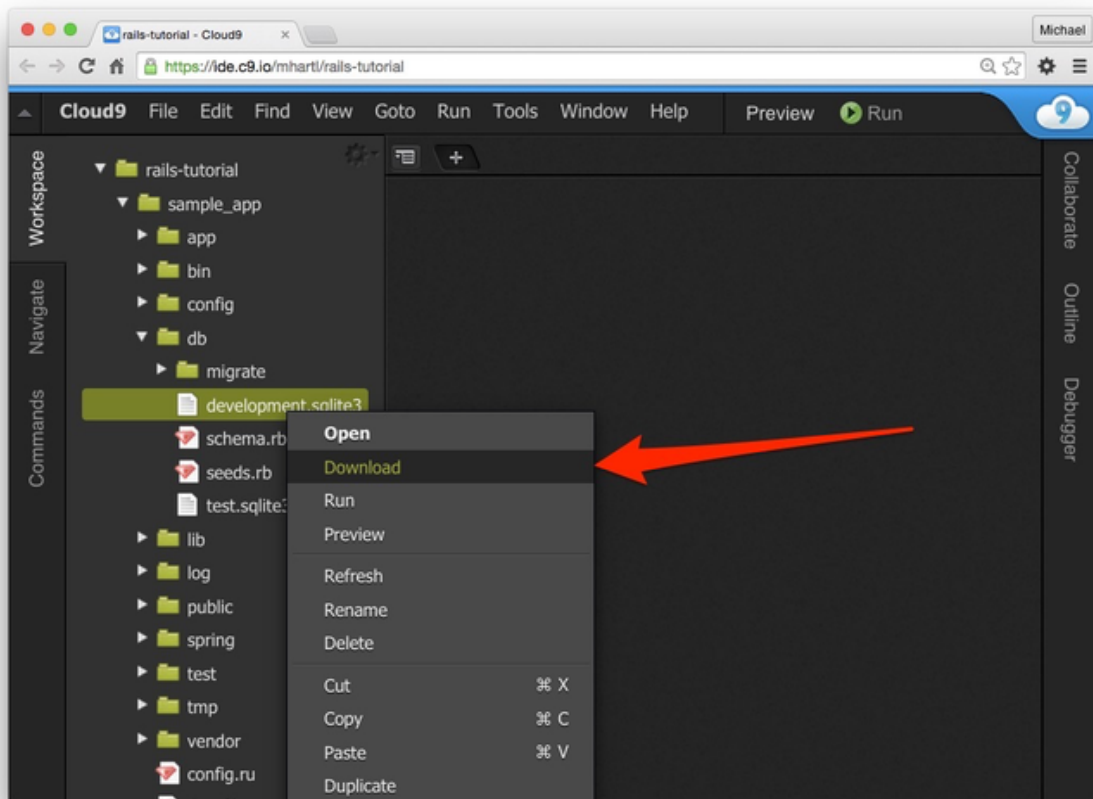 rails-tutorial - Cloud9
Michael
https://ide.c9.io/mhartl/rails-tutorial
Cloud9 File Edit Find View Goto Run Tools Window Help Preview Run
9
Workspace
Navigate
Commands
rails-tutorial
sample_app
app
bin
config
db
migrate
development.sqlite3
schema.rb
seeds.rb
test.sqlite3
lib
log
public
spring
test
tmp
vendor
config.ru
Open
Download
Run
Preview
Refresh
Rename
Delete
Cut ⌘ X
Copy ⌘ C
Paste ⌘ V
Duplicate
Collaborate
Outline
Debugger